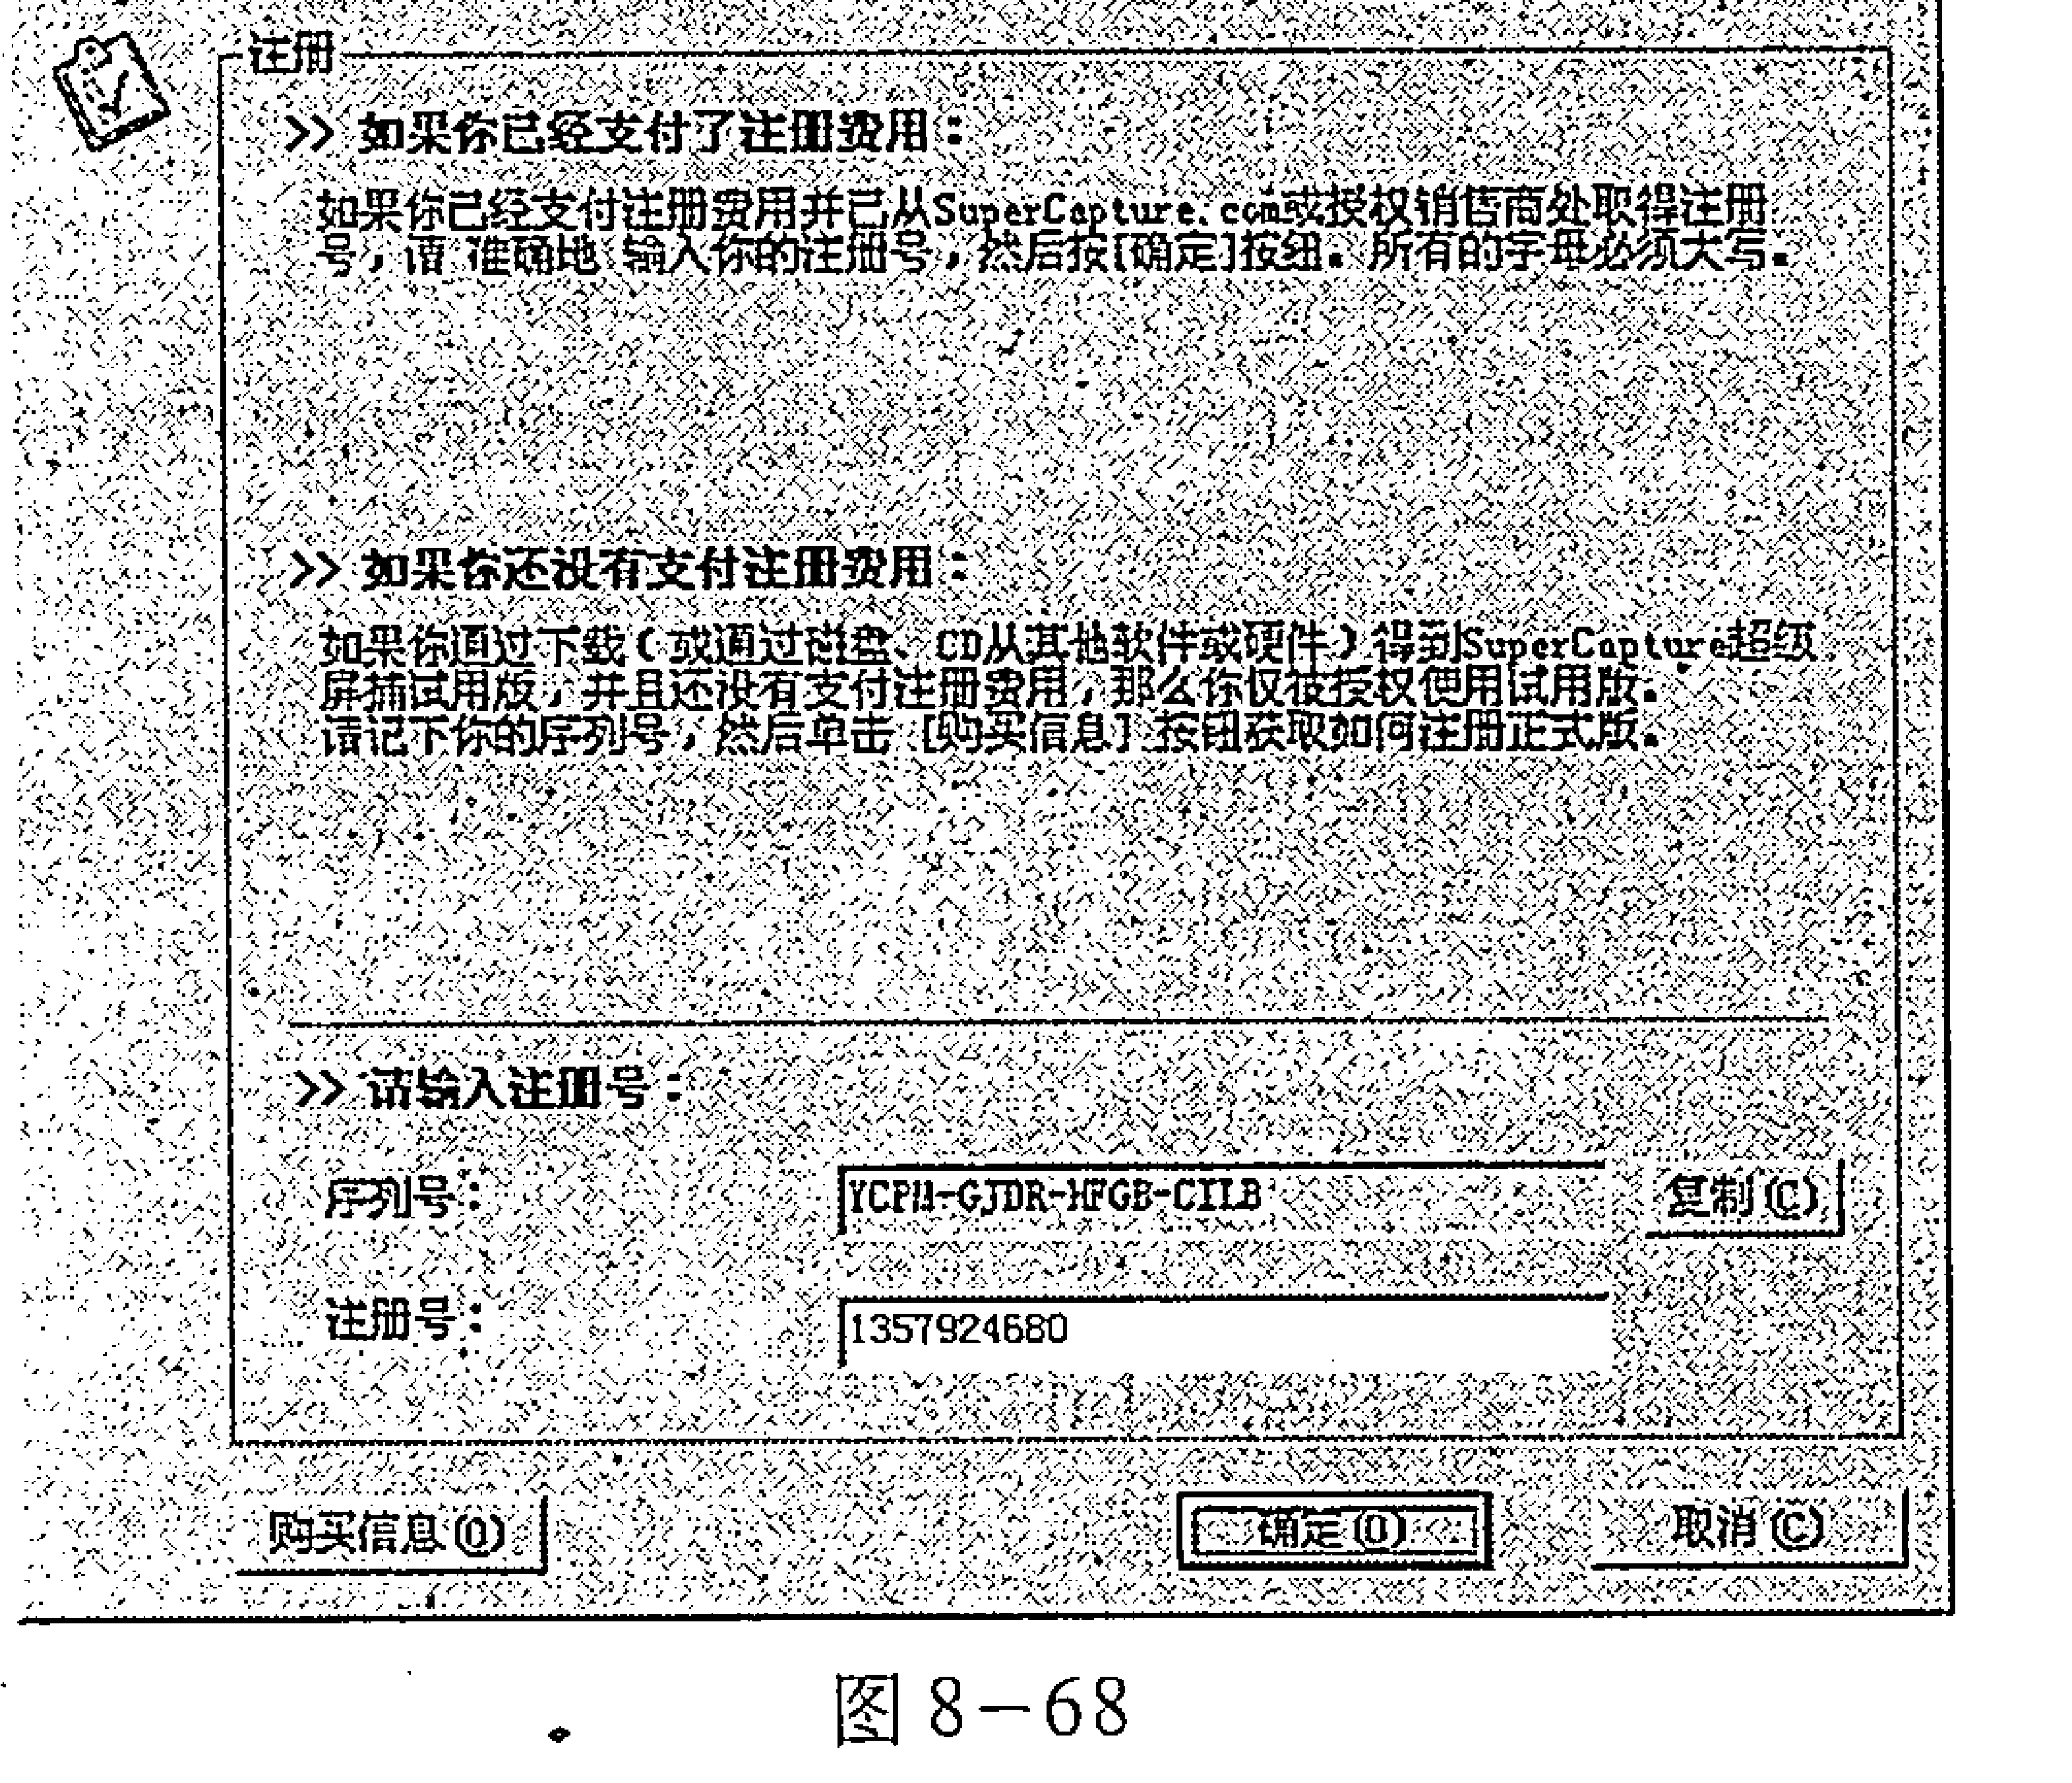 注册
>> 如果你已经支付了注册费用：
如果你已经支付注册费用并已从SuperCapture.com或授权销售商处取得注册
号，请 准确地 输入你的注册号，然后按[确定]按纽。所有的字母必须大写。
>> 如果你还没有支付注册费用：
如果你通过下载(或通过磁盘、CD从其他软件或硬件)得到SuperCapture超级
屏捕试用版，并且还没有支付注册费用，那么你仅被授权使用试用版。
请记下你的序列号，然后单击 [购买信息] 按钮获取如何注册正式版。
>> 请输入注册号：
序列号： YCPM-GJDR-HFGB-CILB 复制(C)
注册号： 1357924680
购买信息(O) 确定(O) 取消(C)
图 8-68